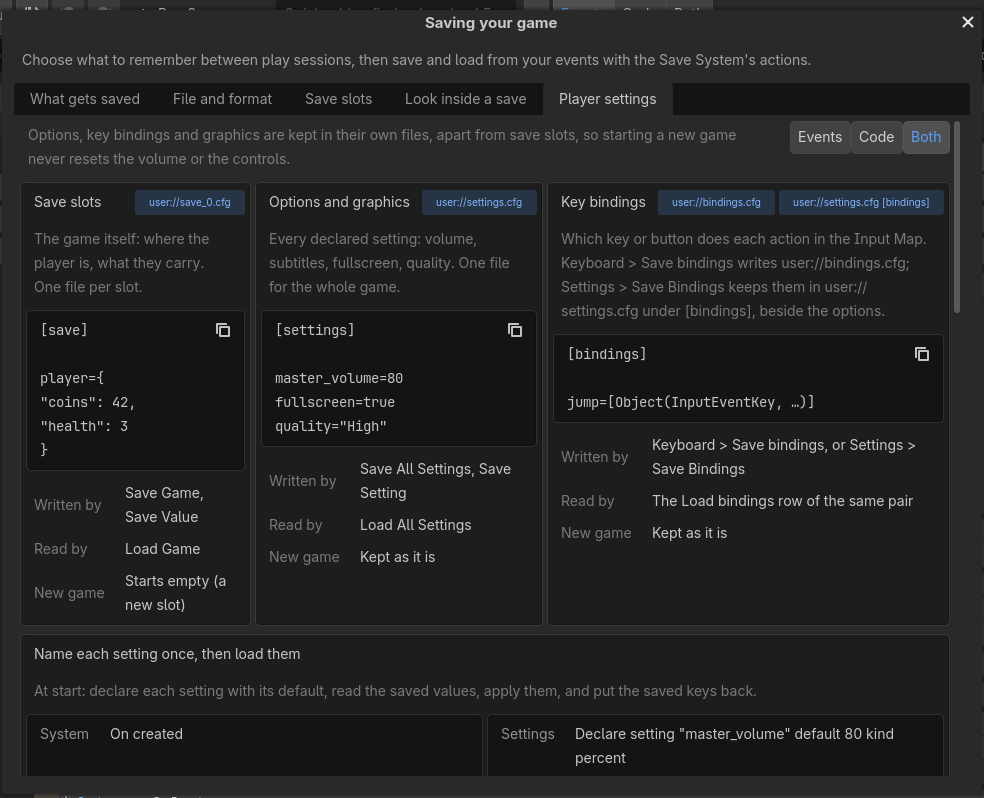 Saving your game
Choose what to remember between play sessions, then save and load from your events with the Save System's actions.
What gets saved
File and format
Save slots
Look inside a save
Player settings
Options, key bindings and graphics are kept in their own files, apart from save slots, so starting a new game
never resets the volume or the controls.
Events
Code
Both
Save slots
user://save_0.cfg
The game itself: where the
player is, what they carry.
One file per slot.
[save]
player={
"coins": 42,
"health": 3
}
Written by
Save Game,
Save Value
Read by
Load Game
New game
Starts empty (a
new slot)
Options and graphics
user://settings.cfg
Every declared setting: volume,
subtitles, fullscreen, quality. One file
for the whole game.
[settings]
master_volume=80
fullscreen=true
quality="High"
Written by
Save All Settings, Save
Setting
Read by
Load All Settings
New game
Kept as it is
Key bindings
user://bindings.cfg
user://settings.cfg [bindings]
Which key or button does each action in the Input Map.
Keyboard > Save bindings writes user://bindings.cfg;
Settings > Save Bindings keeps them in user://
settings.cfg under [bindings], beside the options.
[bindings]
jump=[Object(InputEventKey, …)]
Written by
Keyboard > Save bindings, or Settings >
Save Bindings
Read by
The Load bindings row of the same pair
New game
Kept as it is
Name each setting once, then load them
At start: declare each setting with its default, read the saved values, apply them, and put the saved keys back.
System
On created
Settings
Declare setting "master_volume" default 80 kind
percent